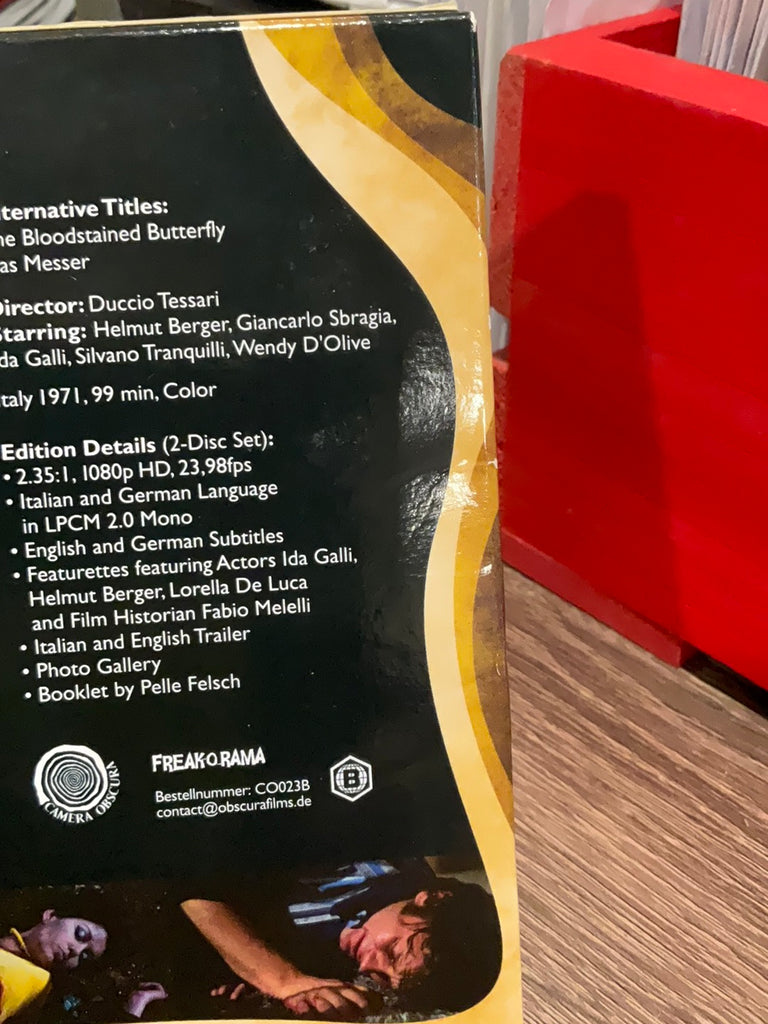 lternative Titles:
he Bloodstained Butterfly
as Messer
Director: Duccio Tessari
Starring: Helmut Berger, Giancarlo Sbragia,
da Galli, Silvano Tranquilli, Wendy D'Olive
taly 1971, 99 min, Color
Edition Details (2-Disc Set):
• 2.35:1, 1080p HD, 23,98fps
• Italian and German Language
in LPCM 2.0 Mono
• English and German Subtitles
• Featurettes featuring Actors Ida Galli,
Helmut Berger, Lorella De Luca
and Film Historian Fabio Melelli
• Italian and English Trailer
• Photo Gallery
• Booklet by Pelle Felsch
CAMERA OBSCURA
FREAK-O-RAMA
B
Bestellnummer: CO023B
contact@obscurafilms.de